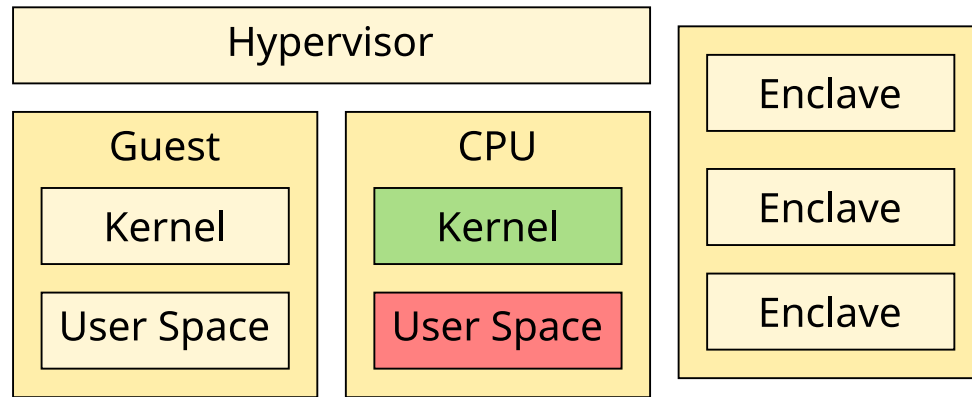 Hypervisor
Guest
Kernel
User Space
CPU
Kernel
User Space
Enclave
Enclave
Enclave